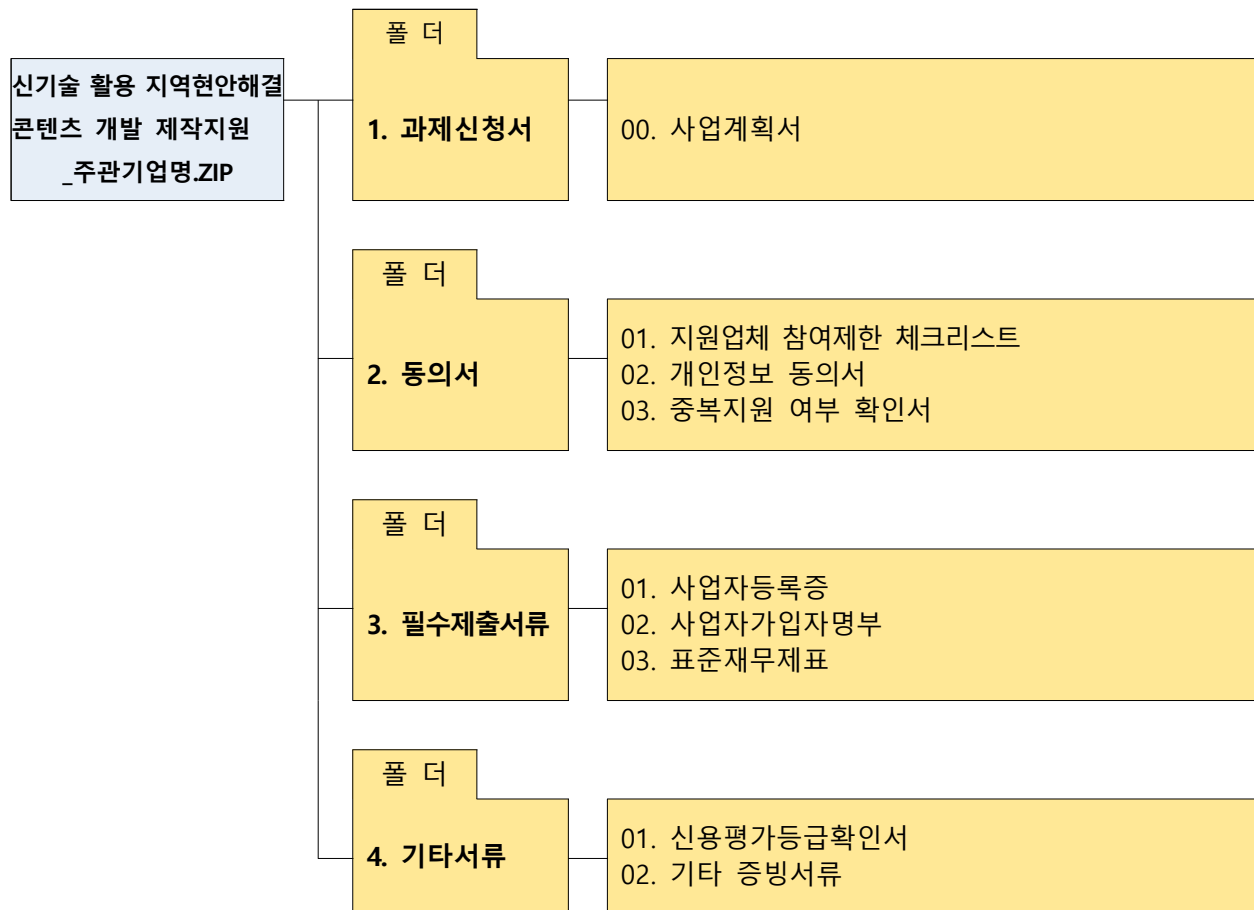 신기술 활용 지역현안해결
콘텐츠 개발 제작지원
_주관기업명.ZIP
폴 더
1. 과제신청서
00. 사업계획서
폴 더
2. 동의서
01. 지원업체 참여제한 체크리스트
02. 개인정보 동의서
03. 중복지원 여부 확인서
폴 더
3. 필수제출서류
01. 사업자등록증
02. 사업자가입자명부
03. 표준재무제표
폴 더
4. 기타서류
01. 신용평가등급확인서
02. 기타 증빙서류